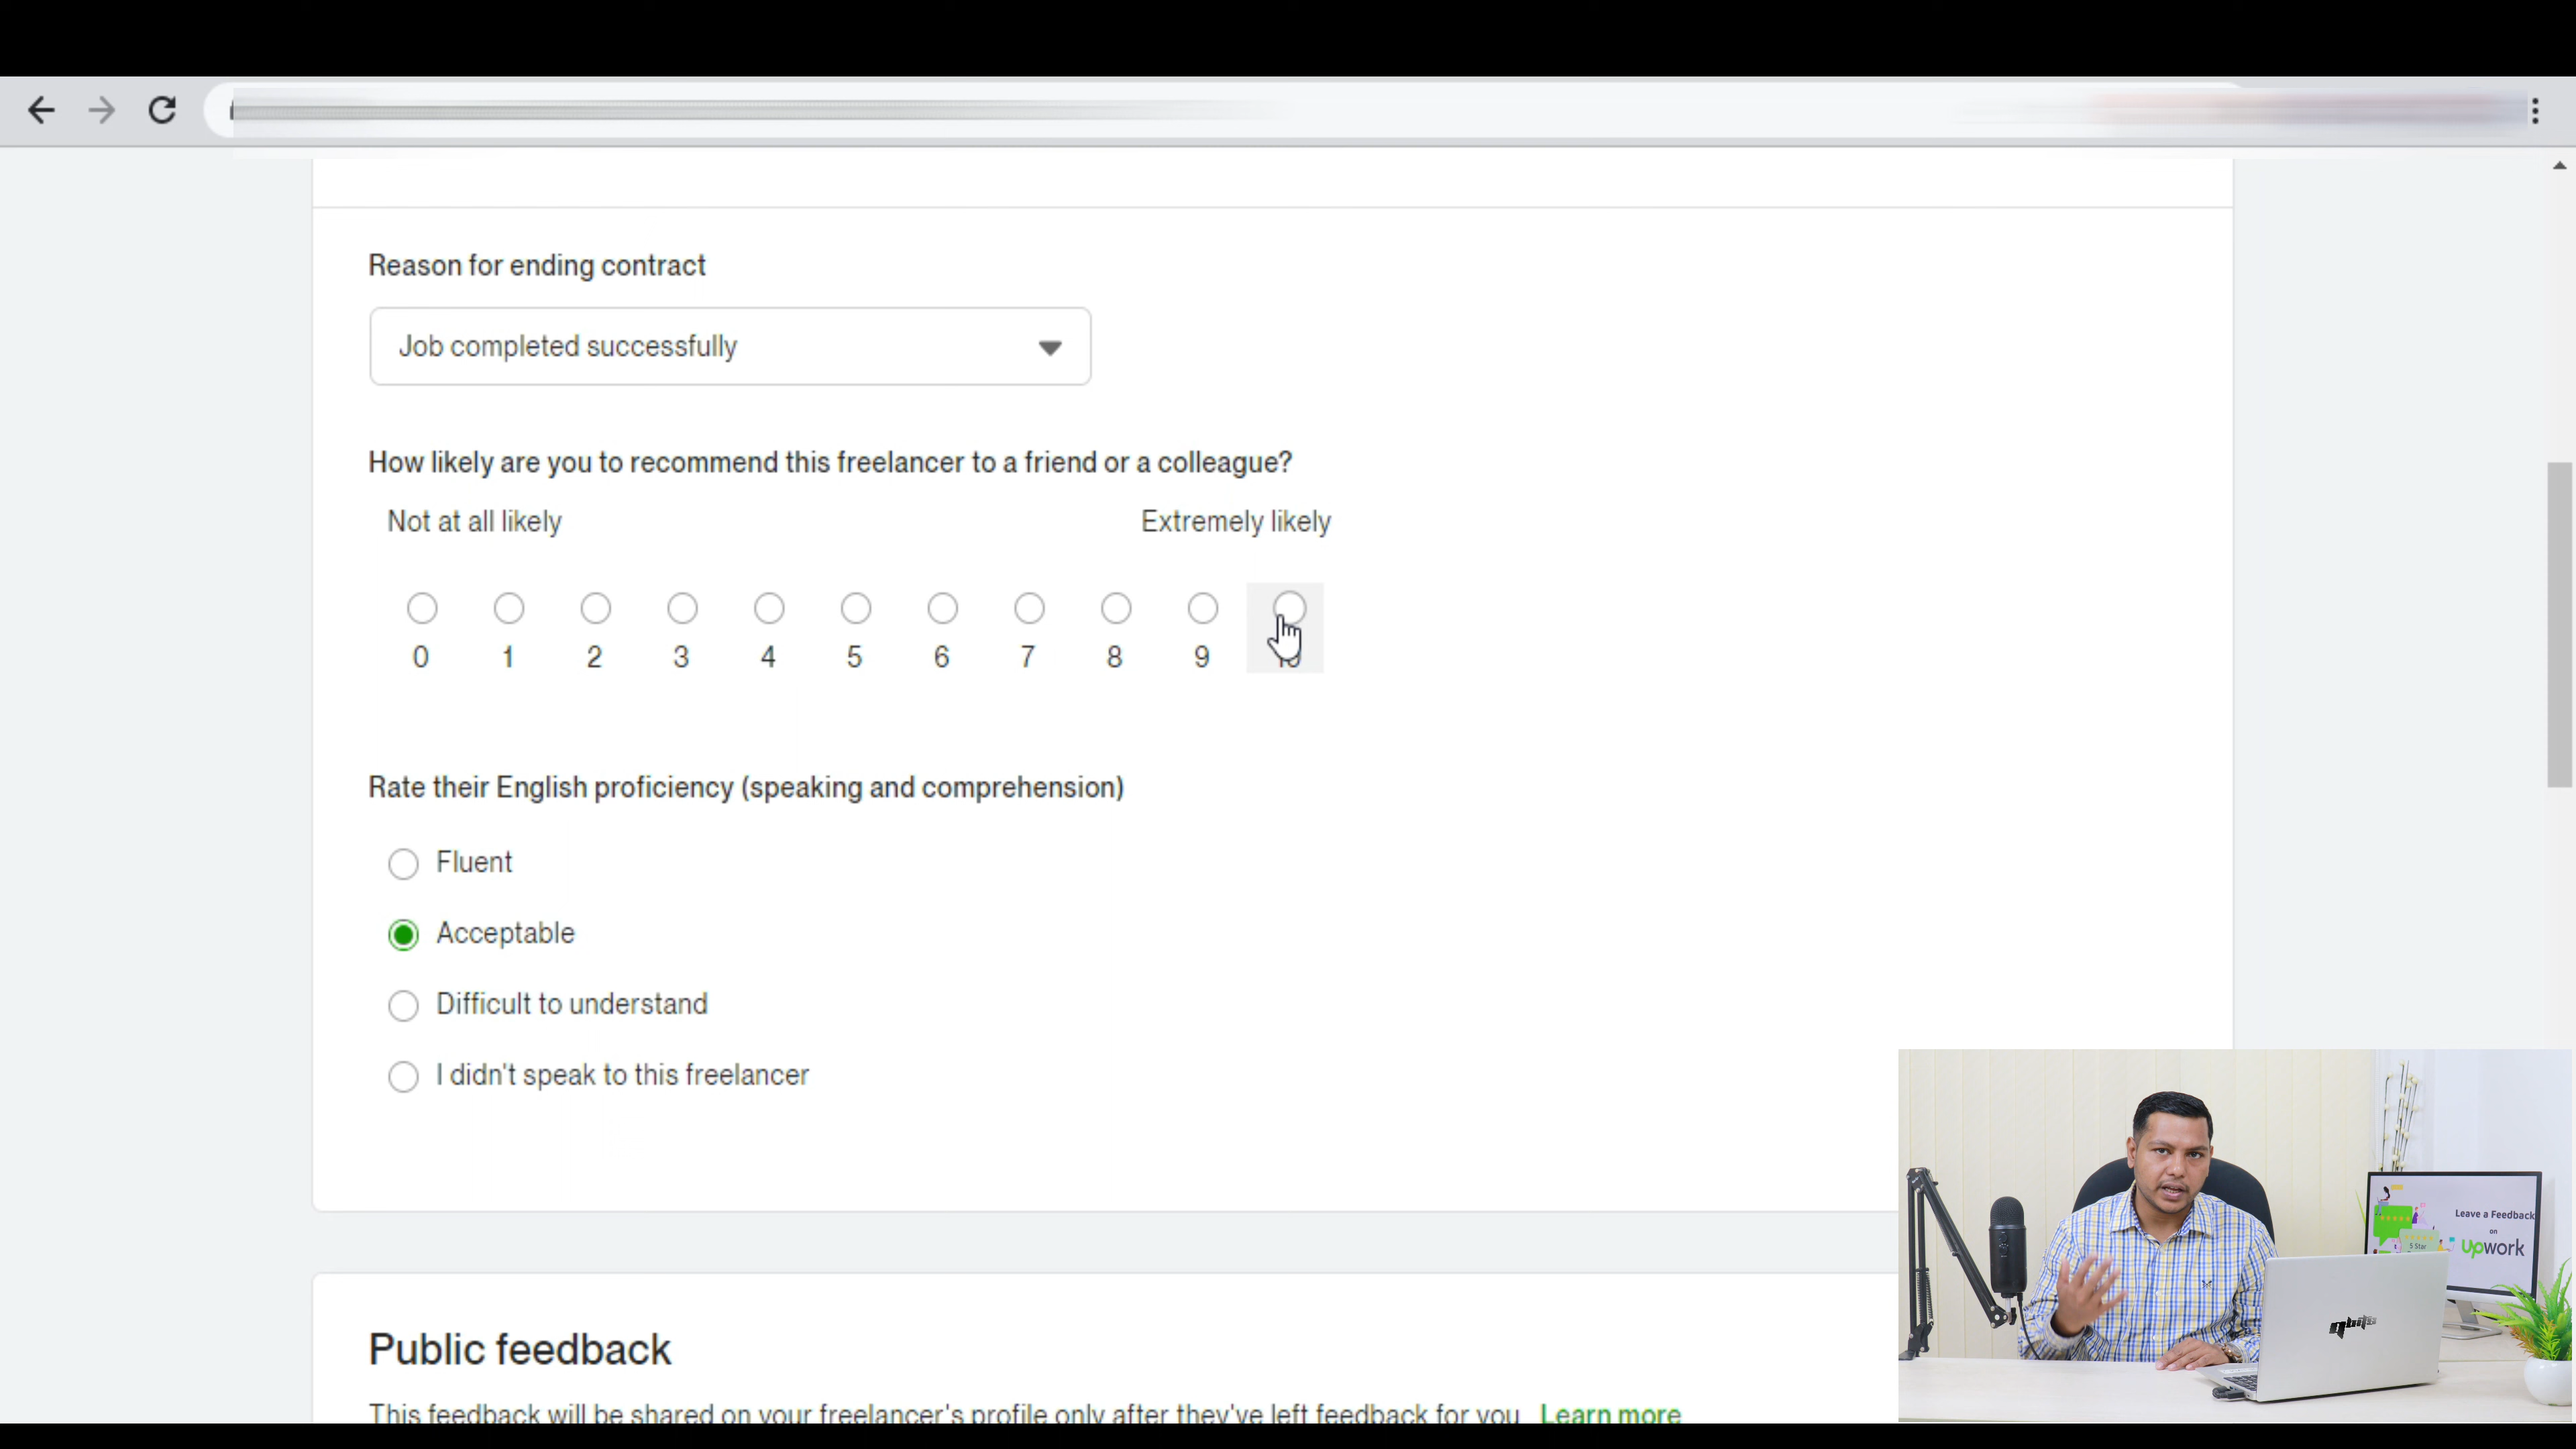 Reason for ending contract
Job completed successfully
How likely are you to recommend this freelancer to a friend or a colleague?
Not at all likely Extremely likely
0 1 2 3 4 5 6 7 8 9 10
Rate their English proficiency (speaking and comprehension)
Fluent
Acceptable
Difficult to understand
I didn't speak to this freelancer
Public feedback
This feedback will be shared on your freelancer's profile only after they've left feedback for you Learn more
Leave a Feedback
on
5 Star
Upwork